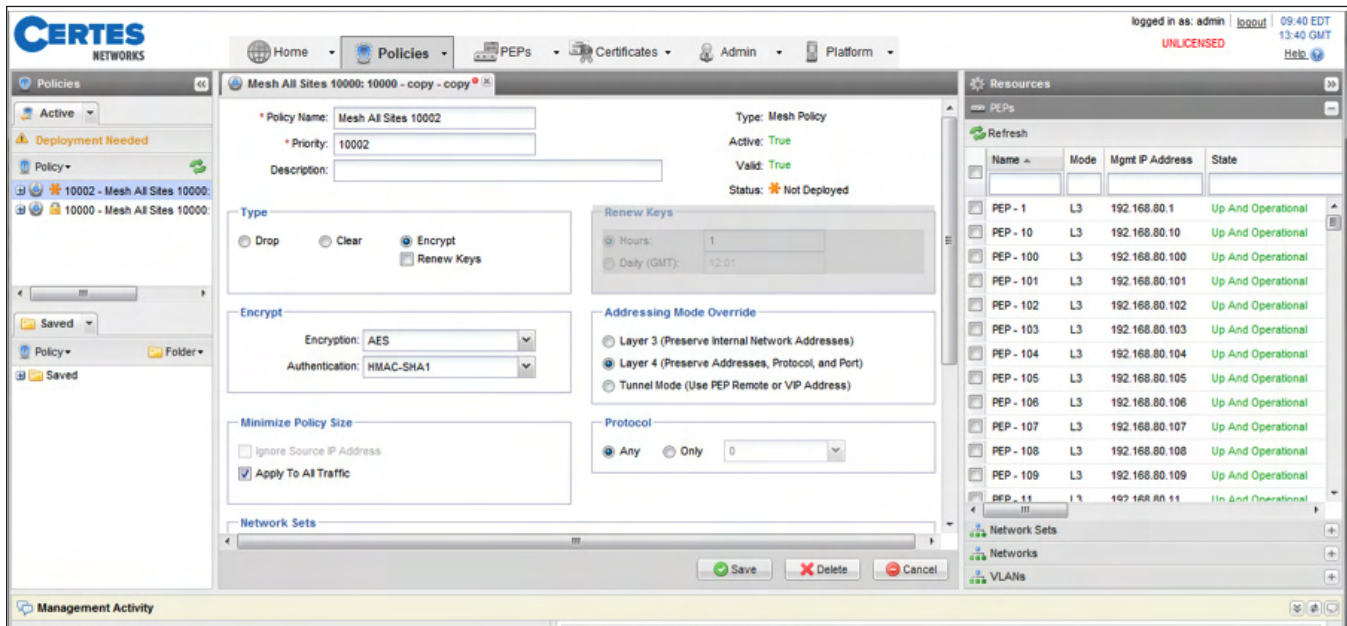 CERTES
NETWORKS
logged in as: admin logout 09:40 EDT
13:40 GMT
UNLICENSED
Help
Home Policies PEPs Certificates Admin Platform
Policies
Active
Deployment Needed
Policy
10002 - Mesh All Sites 10000:
10000 - Mesh All Sites 10000:
Saved
Policy Folder
Saved
Mesh All Sites 10000: 10000 - copy - copy
* Policy Name: Mesh All Sites 10002
* Priority: 10002
Description:
Type: Mesh Policy
Active: True
Valid: True
Status: Not Deployed
Type
Drop Clear Encrypt
Renew Keys
Renew Keys
Hours: 1
Daily (GMT): 12:01
Encrypt
Encryption: AES
Authentication: HMAC-SHA1
Addressing Mode Override
Layer 3 (Preserve Internal Network Addresses)
Layer 4 (Preserve Addresses, Protocol, and Port)
Tunnel Mode (Use PEP Remote or VIP Address)
Minimize Policy Size
Ignore Source IP Address
Apply To All Traffic
Protocol
Any Only 0
Network Sets
Save Delete Cancel
Resources
PEPs
Refresh
Name Mode Mgmt IP Address State
PEP - 1 L3 192.168.80.1 Up And Operational
PEP - 10 L3 192.168.80.10 Up And Operational
PEP - 100 L3 192.168.80.100 Up And Operational
PEP - 101 L3 192.168.80.101 Up And Operational
PEP - 102 L3 192.168.80.102 Up And Operational
PEP - 103 L3 192.168.80.103 Up And Operational
PEP - 104 L3 192.168.80.104 Up And Operational
PEP - 105 L3 192.168.80.105 Up And Operational
PEP - 106 L3 192.168.80.106 Up And Operational
PEP - 107 L3 192.168.80.107 Up And Operational
PEP - 108 L3 192.168.80.108 Up And Operational
PEP - 109 L3 192.168.80.109 Up And Operational
PEP - 11 L3 192.168.80.11 Up And Operational
Network Sets
Networks
VLANs
Management Activity